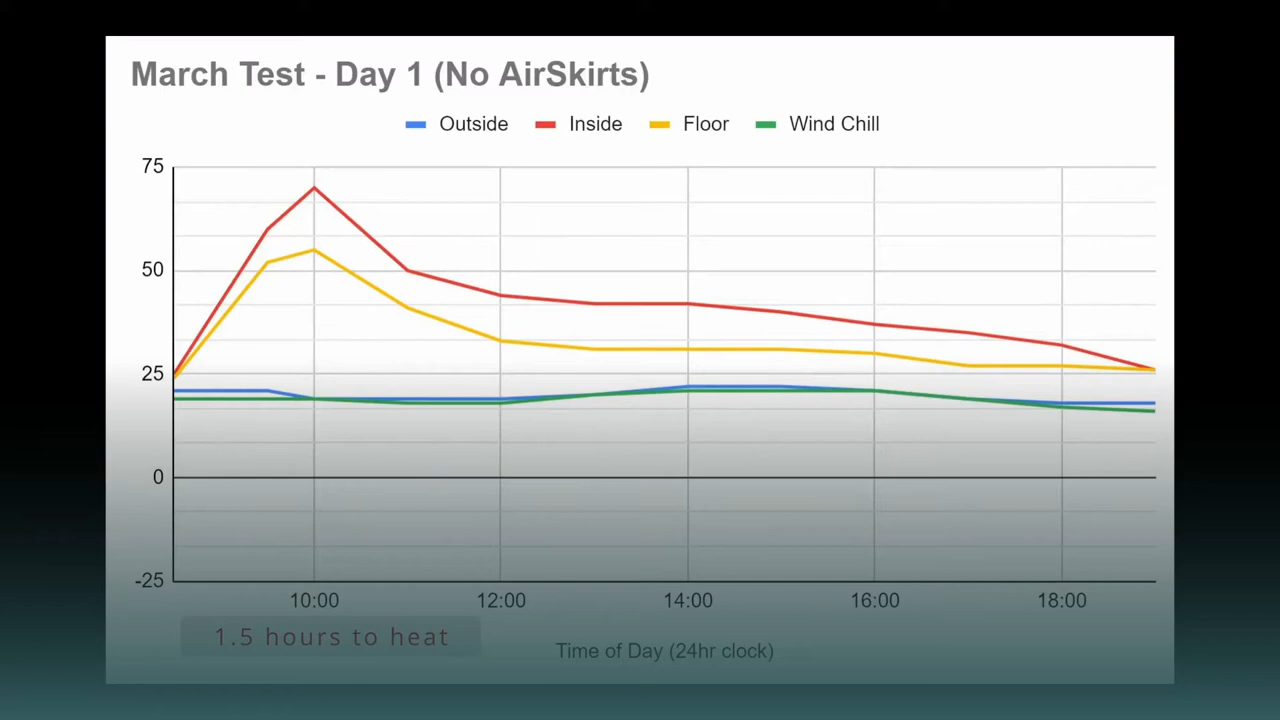 March Test - Day 1 (No AirSkirts)
Outside Inside Floor Wind Chill
75
50
25
0
-25
10:00 12:00 14:00 16:00 18:00
1.5 hours to heat
Time of Day (24hr clock)